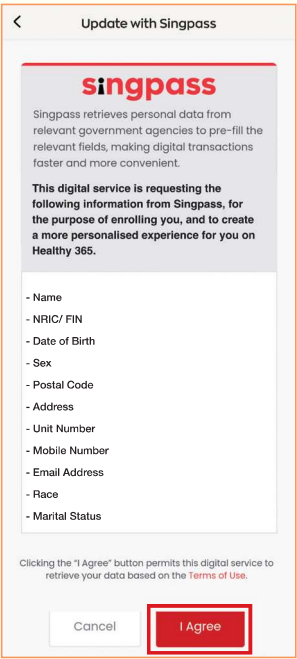 Update with Singpass
singpass
Singpass retrieves personal data from
relevant government agencies to pre-fill the
relevant fields, making digital transactions
faster and more convenient.
This digital service is requesting the
following information from Singpass, for
the purpose of enrolling you, and to create
a more personalised experience for you on
Healthy 365.
- Name
- NRIC/ FIN
- Date of Birth
- Sex
- Postal Code
- Address
- Unit Number
- Mobile Number
- Email Address
- Race
- Marital Status
Clicking the "I Agree" button permits this digital service to
retrieve your data based on the Terms of Use.
Cancel
I Agree